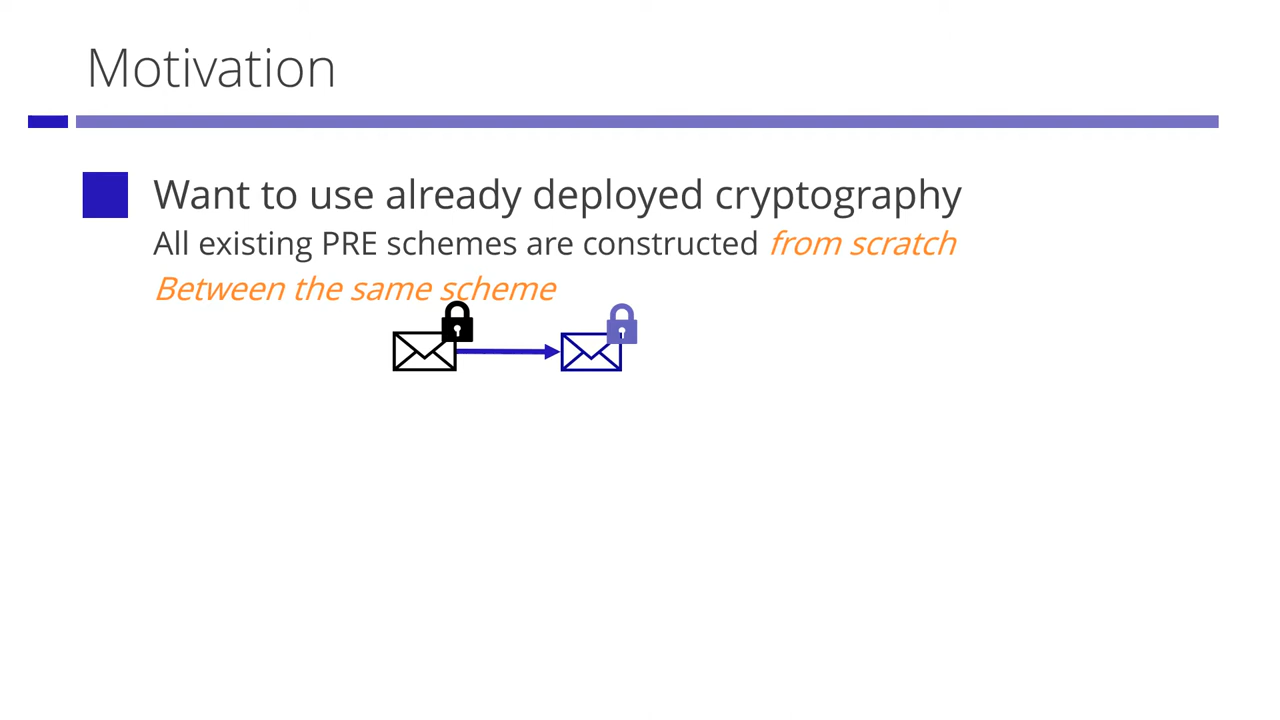 Motivation
Want to use already deployed cryptography
All existing PRE schemes are constructed from scratch
Between the same scheme